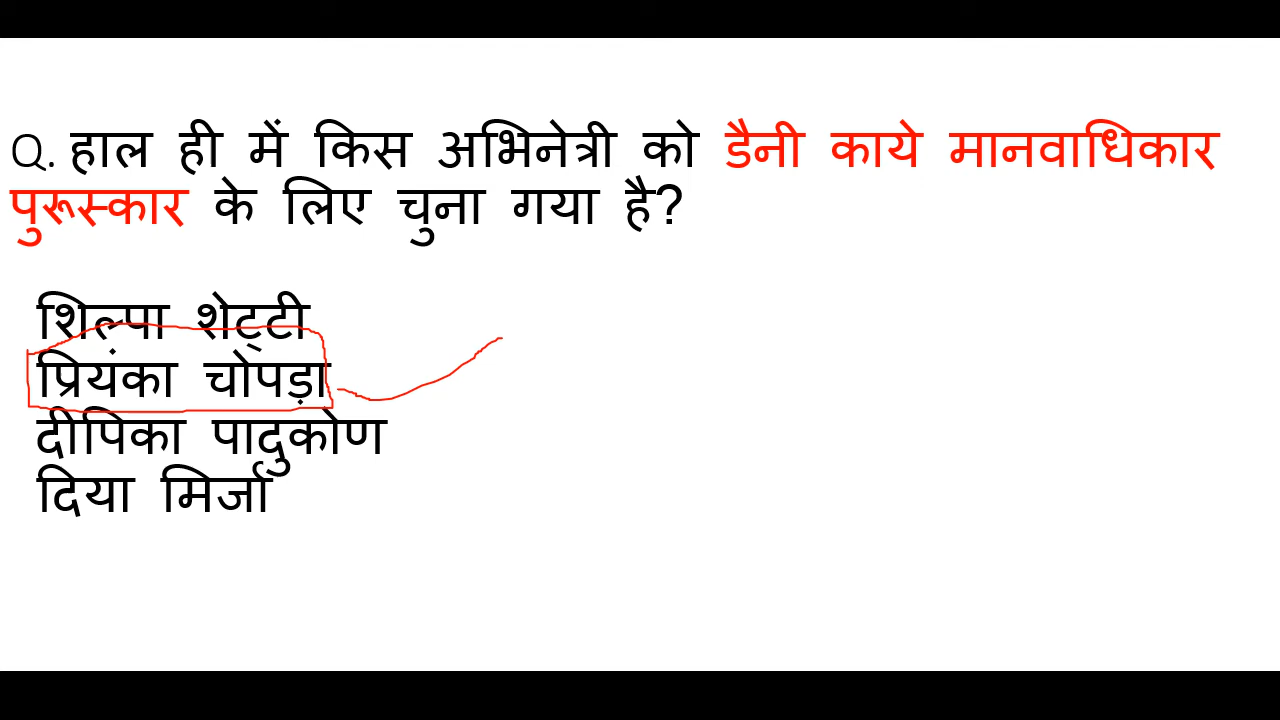 Q. हाल ही में किस अभिनेत्री को डैनी काये मानवाधिकार
पुरूस्कार के लिए चुना गया है?
शिल्पा शेट्टी
प्रियंका चोपड़ा
दीपिका पादुकोण
दिया मिर्जा